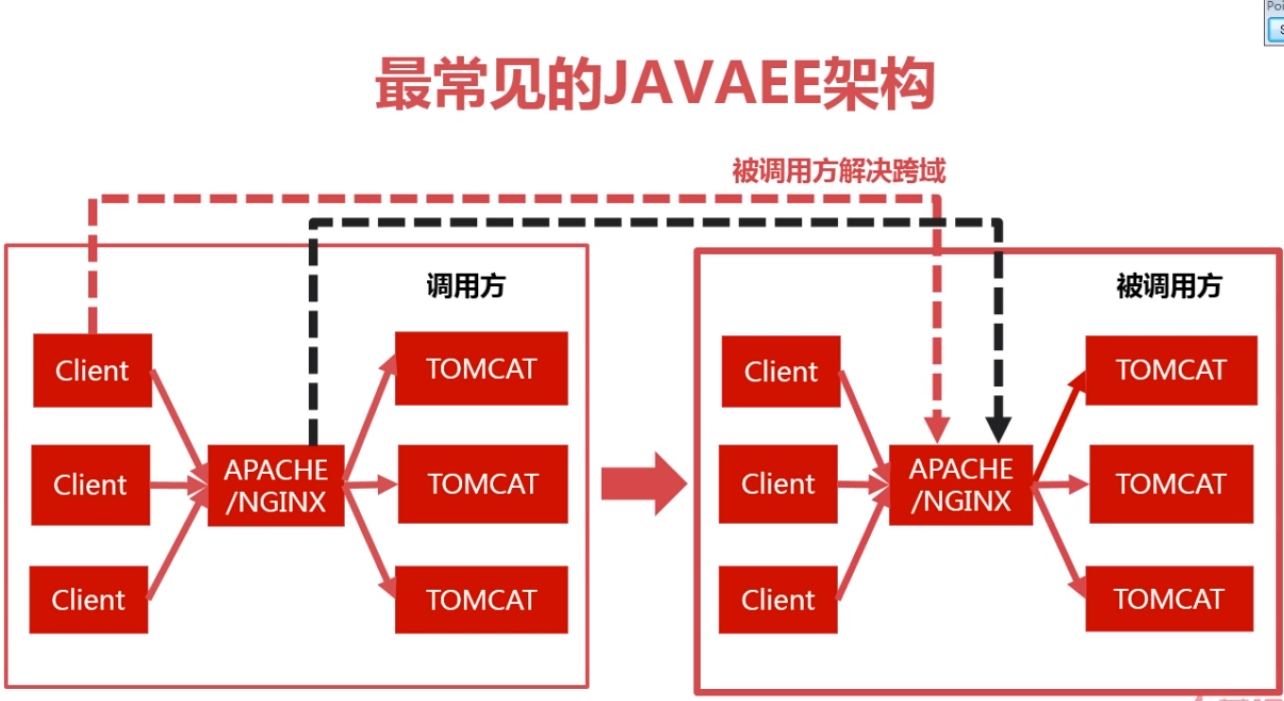 最常见的JAVAEE架构
被调用方解决跨域
调用方
Client
Client
Client
APACHE
/NGINX
TOMCAT
TOMCAT
TOMCAT
被调用方
Client
Client
Client
APACHE
/NGINX
TOMCAT
TOMCAT
TOMCAT